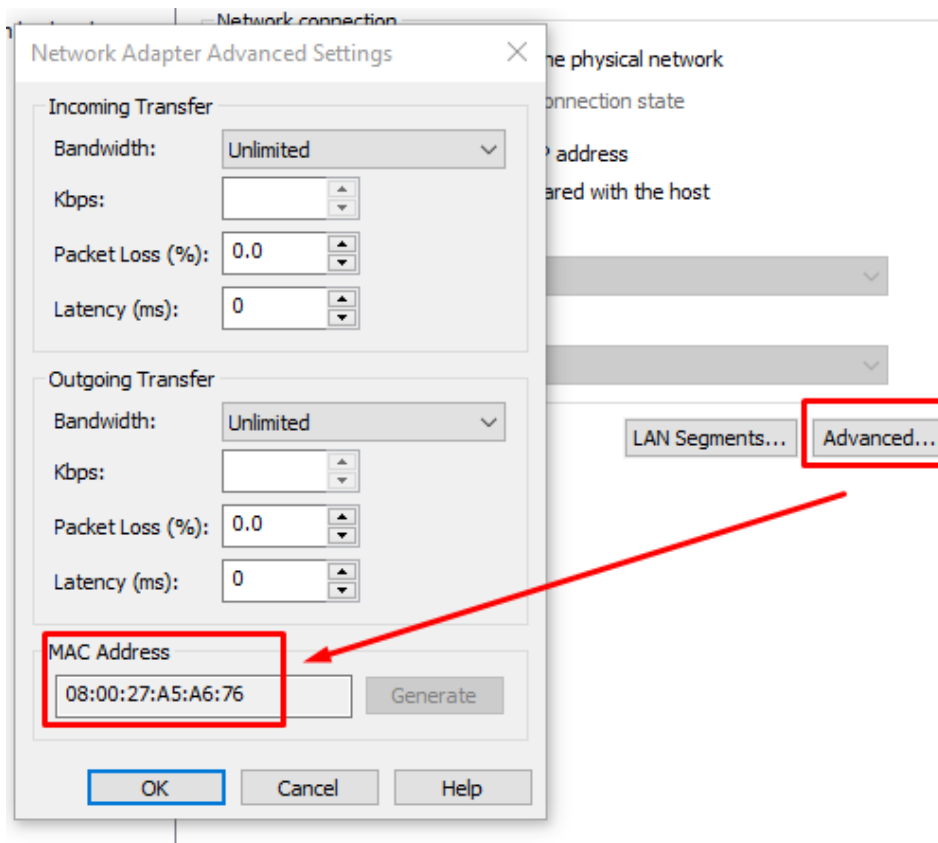 Network connection
Network Adapter Advanced Settings
he physical network
Incoming Transfer
onnection state
Bandwidth:
Unlimited
address
Kbps:
ared with the host
Packet Loss (%):
0.0
Latency (ms):
0
Outgoing Transfer
Bandwidth:
Unlimited
LAN Segments...
Advanced...
Kbps:
Packet Loss (%):
0.0
Latency (ms):
0
MAC Address
08:00:27:A5:A6:76
Generate
OK
Cancel
Help